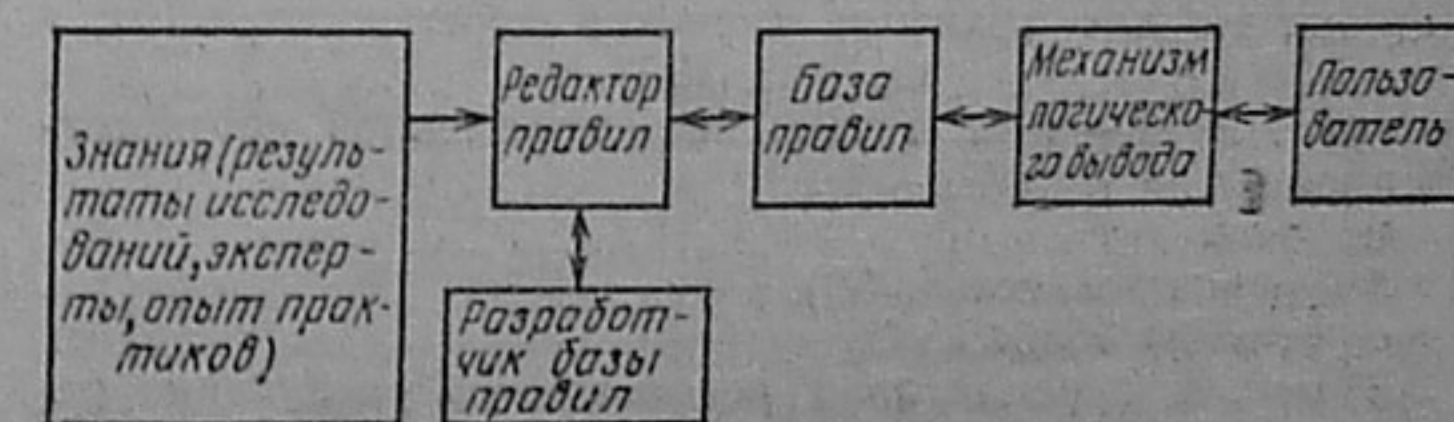 Знания (резуль-
таты исследо-
ваний, экспер-
ты, опыт прак-
тиков)
Редактор
правил
Разработ-
чик базы
правил
База
правил
Механизм
логическо-
го вывода
Пользо-
ватель